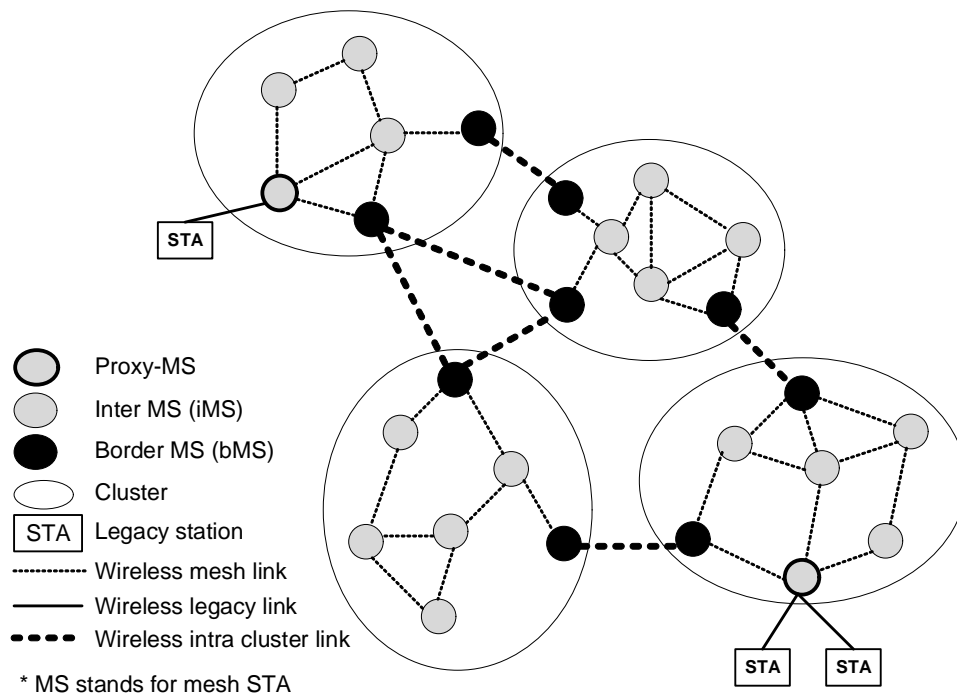 STA
Proxy-MS
Inter MS (iMS)
Border MS (bMS)
Cluster
STA Legacy station
Wireless mesh link
Wireless legacy link
Wireless intra cluster link
STA STA
* MS stands for mesh STA